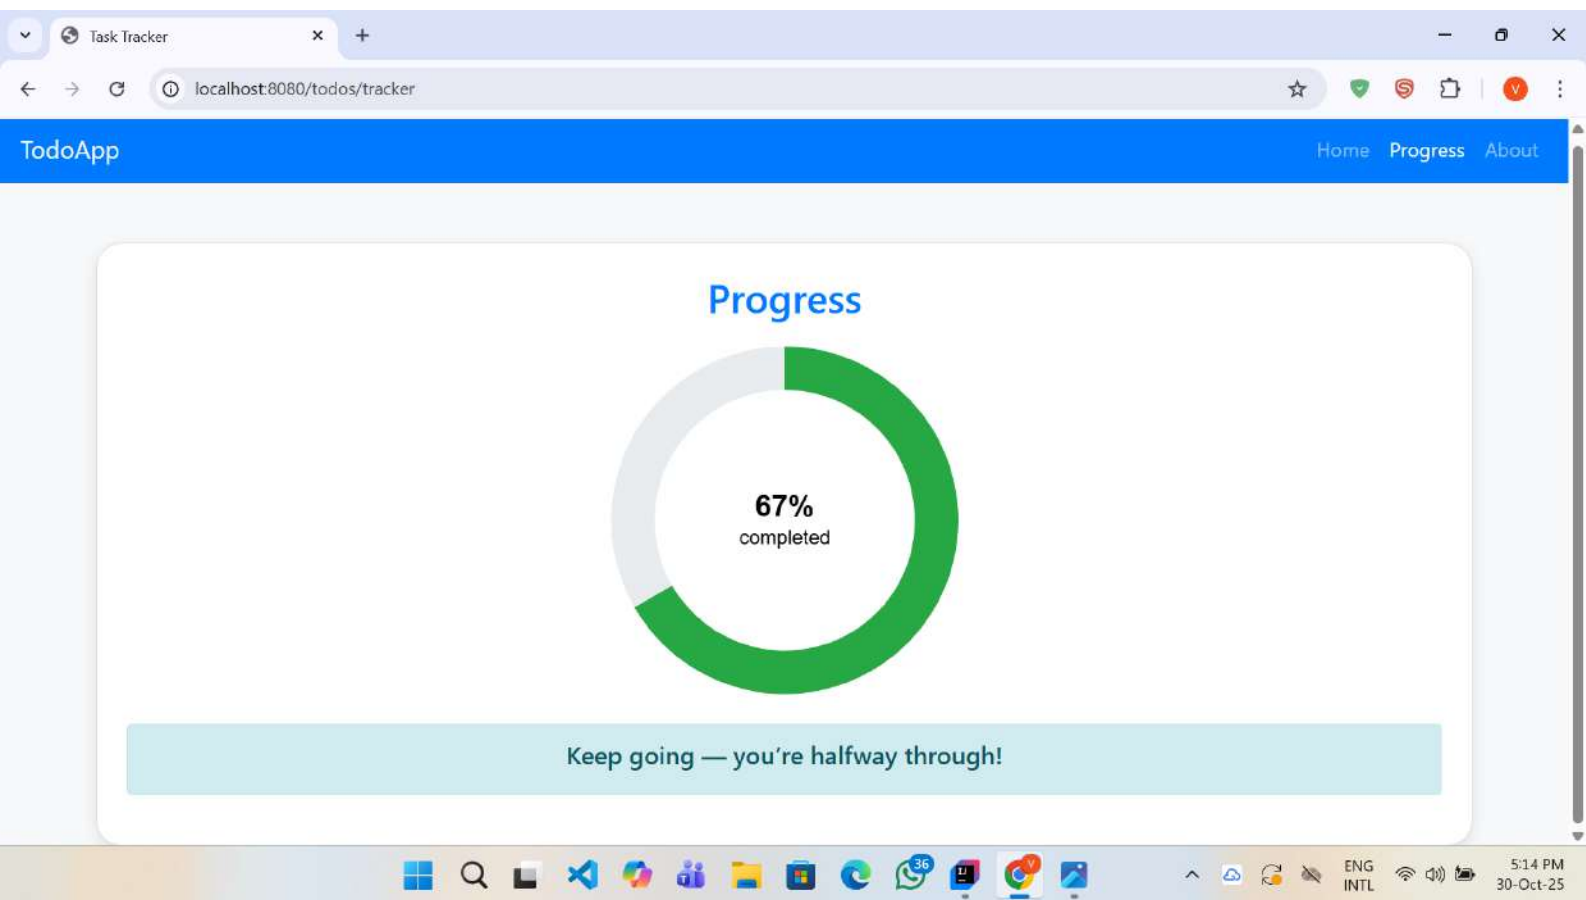 Task Tracker
localhost:8080/todos/tracker
V
TodoApp
Home Progress About
Progress
67%
completed
Keep going — you're halfway through!
36
ENG
INTL
5:14 PM
30-Oct-25